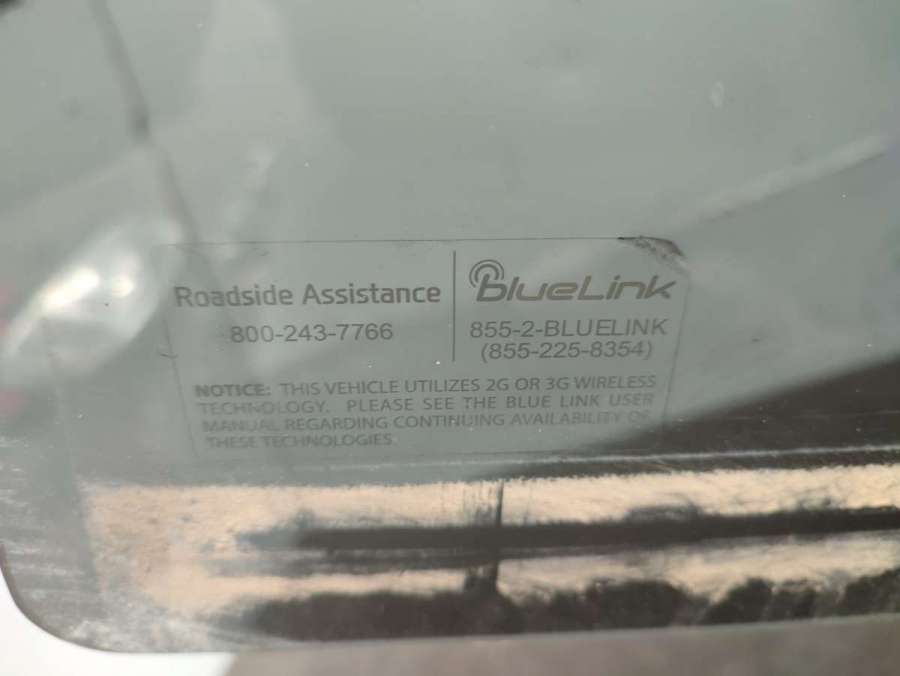 Roadside Assistance
800-243-7766
BlueLink
855-2-BLUELINK
(855-225-8354)
NOTICE: THIS VEHICLE UTILIZES 2G OR 3G WIRELESS
TECHNOLOGY. PLEASE SEE THE BLUE LINK USER
MANUAL REGARDING CONTINUING AVAILABILITY OF
THESE TECHNOLOGIES.